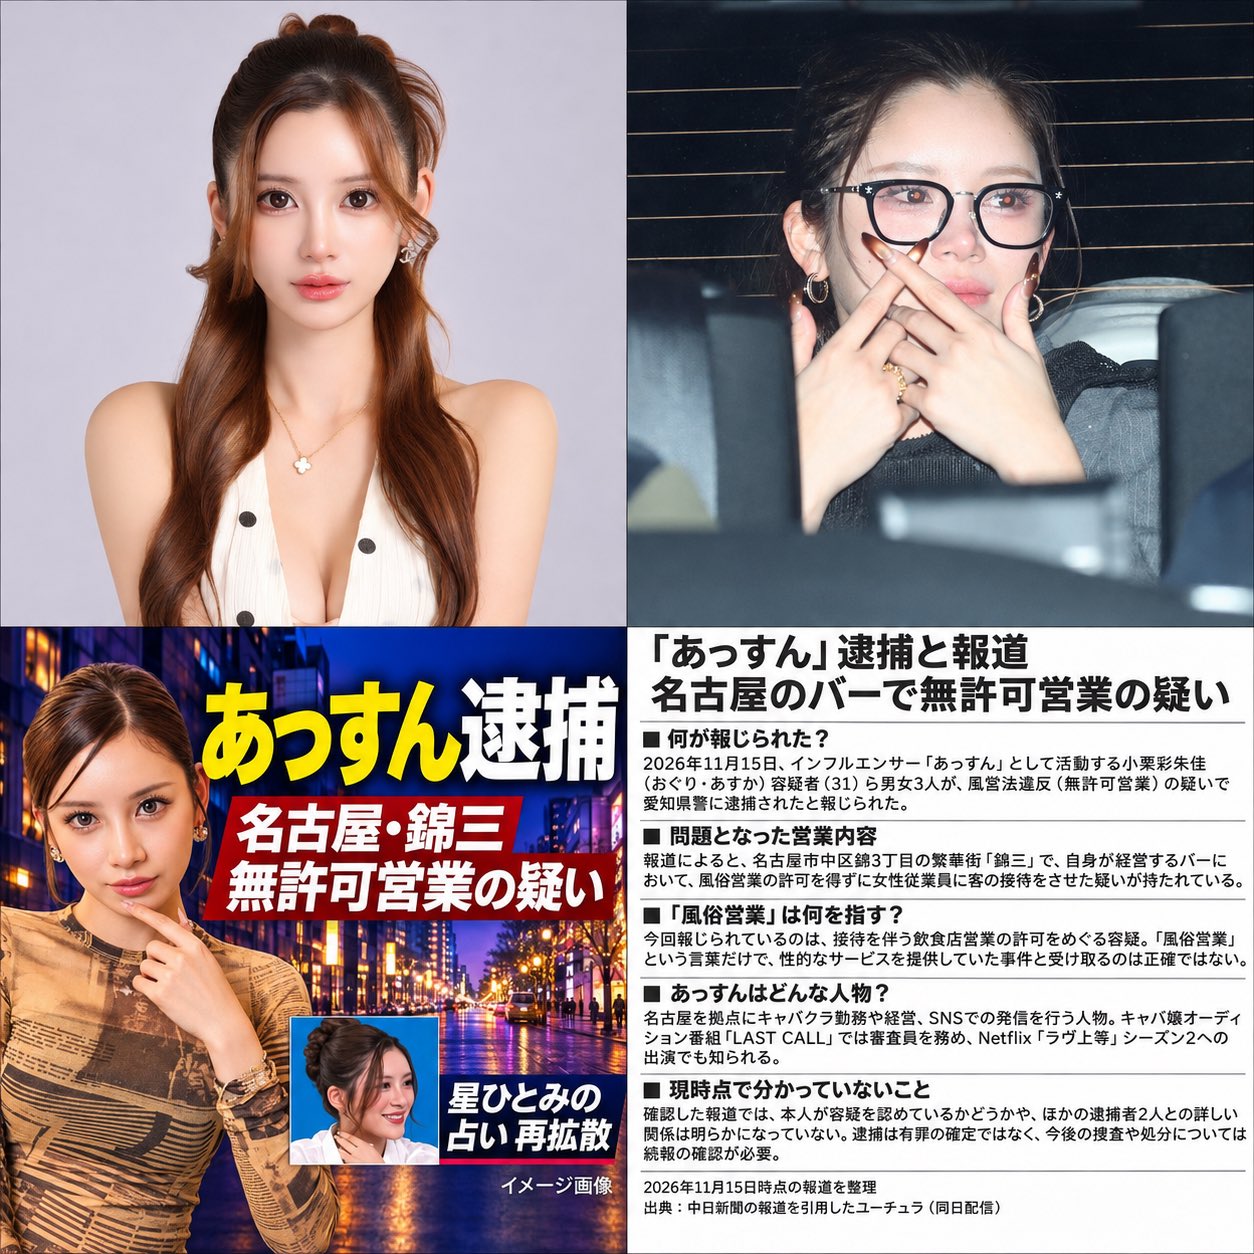 あっすん逮捕
名古屋・錦三
無許可営業の疑い
星ひとみの
占い 再拡散
イメージ画像
「あっすん」逮捕と報道
名古屋のバーで無許可営業の疑い
■ 何が報じられた？
2026年11月15日、インフルエンサー「あっすん」として活動する小栗彩朱佳
（おぐり・あすか）容疑者（31）ら男女3人が、風営法違反（無許可営業）の疑いで
愛知県警に逮捕されたと報じられた。
■ 問題となった営業内容
報道によると、名古屋市中区錦3丁目の繁華街「錦三」で、自身が経営するバーに
おいて、風俗営業の許可を得ずに女性従業員に客の接待をさせた疑いが持たれている。
■ 「風俗営業」は何を指す？
今回報じられているのは、接待を伴う飲食店営業の許可をめぐる容疑。「風俗営業」
という言葉だけで、性的なサービスを提供していた事件と受け取るのは正確ではない。
■ あっすんはどんな人物？
名古屋を拠点にキャバクラ勤務や経営、SNSでの発信を行う人物。キャバ嬢オーディ
ション番組「LAST CALL」では審査員を務め、Netflix「ラヴ上等」シーズン2への
出演でも知られる。
■ 現時点で分かっていないこと
確認した報道では、本人が容疑を認めているかどうかや、ほかの逮捕者2人との詳しい
関係は明らかになっていない。逮捕は有罪の確定ではなく、今後の捜査や処分については
続報の確認が必要。
2026年11月15日時点の報道を整理
出典：中日新聞の報道を引用したユーチュラ（同日配信）